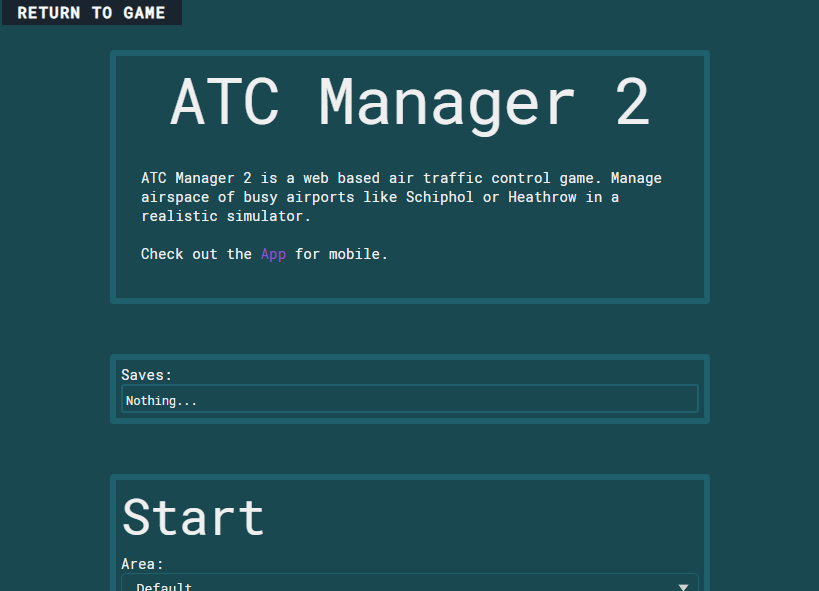 RETURN TO GAME
ATC Manager 2
ATC Manager 2 is a web based air traffic control game. Manage
airspace of busy airports like Schiphol or Heathrow in a
realistic simulator.
Check out the App for mobile.
Saves:
Nothing...
Start
Area:
Default